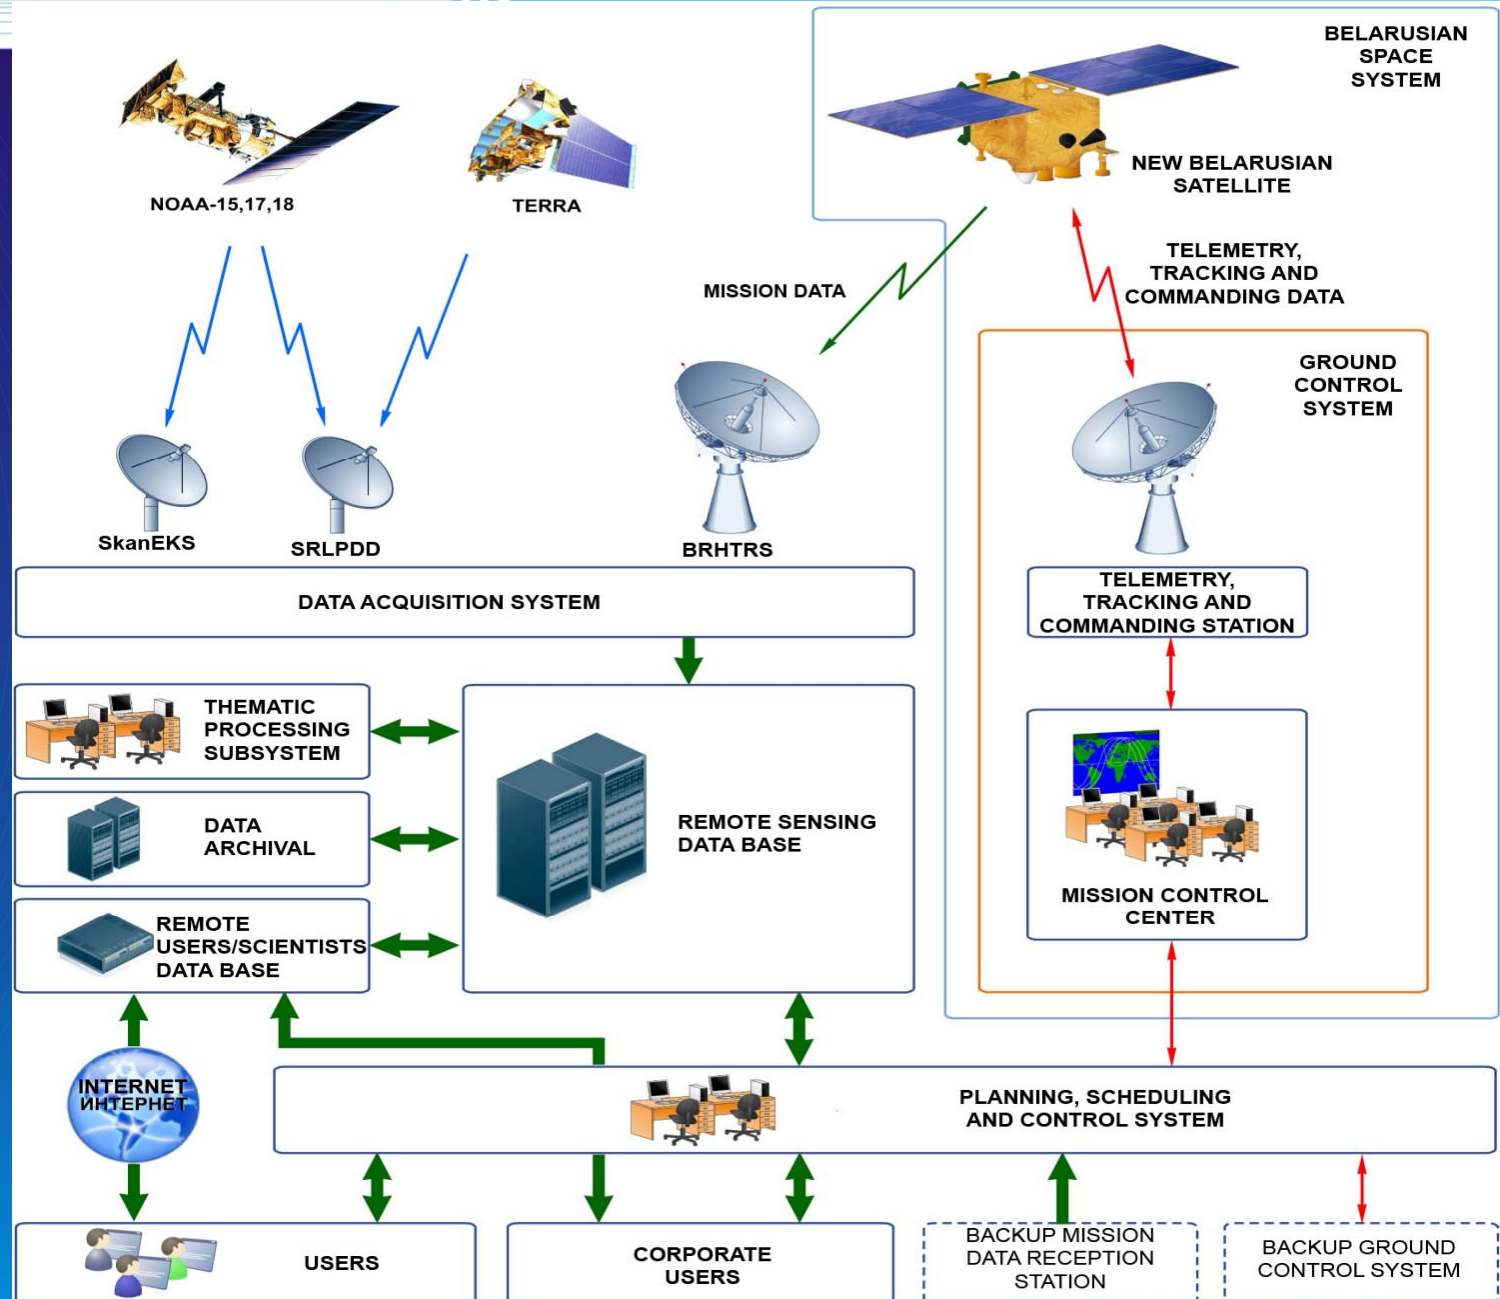 BELARUSIAN
SPACE
SYSTEM
NOAA-15,17,18
TERRA
NEW BELARUSIAN
SATELLITE
MISSION DATA
TELEMETRY,
TRACKING AND
COMMANDING DATA
GROUND
CONTROL
SYSTEM
SkanEKS
SRLPDD
BRHTRS
DATA ACQUISITION SYSTEM
TELEMETRY,
TRACKING AND
COMMANDING STATION
THEMATIC
PROCESSING
SUBSYSTEM
DATA
ARCHIVAL
REMOTE SENSING
DATA BASE
MISSION CONTROL
CENTER
REMOTE
USERS/SCIENTISTS
DATA BASE
INTERNET
ИНТЕРНЕТ
PLANNING, SCHEDULING
AND CONTROL SYSTEM
USERS
CORPORATE
USERS
BACKUP MISSION
DATA RECEPTION
STATION
BACKUP GROUND
CONTROL SYSTEM